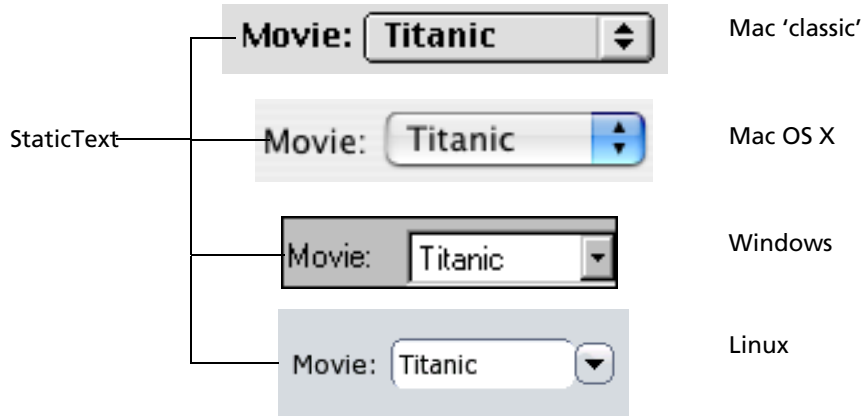 Movie: Titanic Mac ‘classic’
StaticText
Movie: Titanic Mac OS X
Movie: Titanic Windows
Movie: Titanic Linux